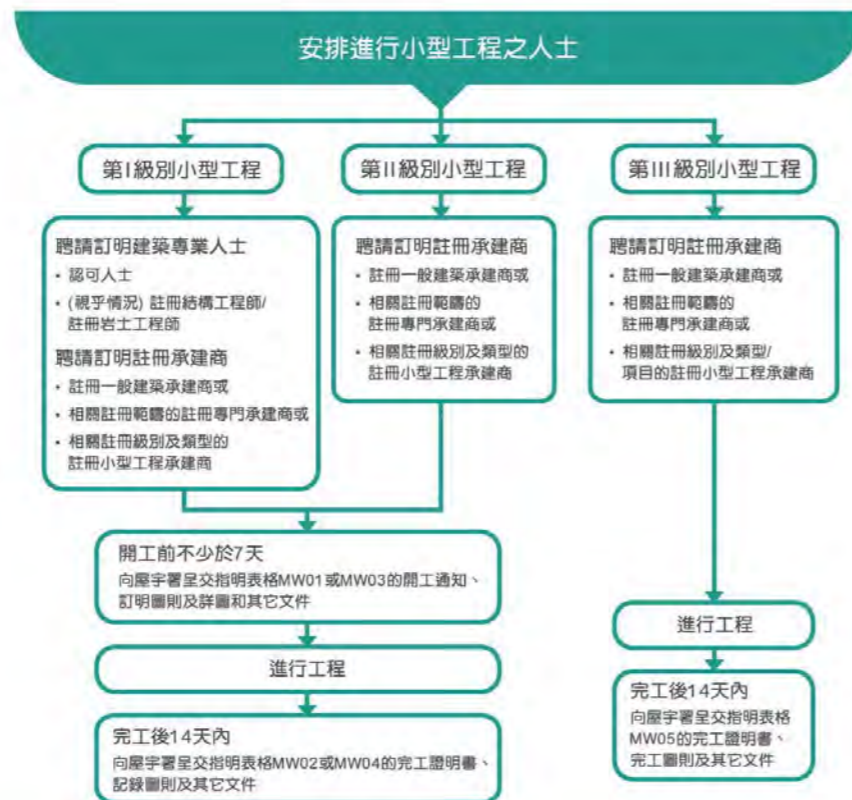 安排進行小型工程之人士
第I級別小型工程
聘請訂明建築專業人士
• 認可人士
• (視乎情況) 註冊結構工程師/
註冊岩土工程師
聘請訂明註冊承建商
• 註冊一般建築承建商或
• 相關註冊範疇的註冊專門承建商或
• 相關註冊級別及類型的
註冊小型工程承建商
第II級別小型工程
聘請訂明註冊承建商
• 註冊一般建築承建商或
• 相關註冊範疇的
註冊專門承建商或
• 相關註冊級別及類型的
註冊小型工程承建商
開工前不少於7天
向屋宇署呈交指明表格MW01或MW03的開工通知、
訂明圖則及詳圖和其它文件
進行工程
完工後14天內
向屋宇署呈交指明表格MW02或MW04的完工證明書、
記錄圖則及其它文件
第III級別小型工程
聘請訂明註冊承建商
• 註冊一般建築承建商或
• 相關註冊範疇的
註冊專門承建商或
• 相關註冊級別及類型/
項目的註冊小型工程承建商
進行工程
完工後14天內
向屋宇署呈交指明表格
MW05的完工證明書、
完工圖則及其它文件